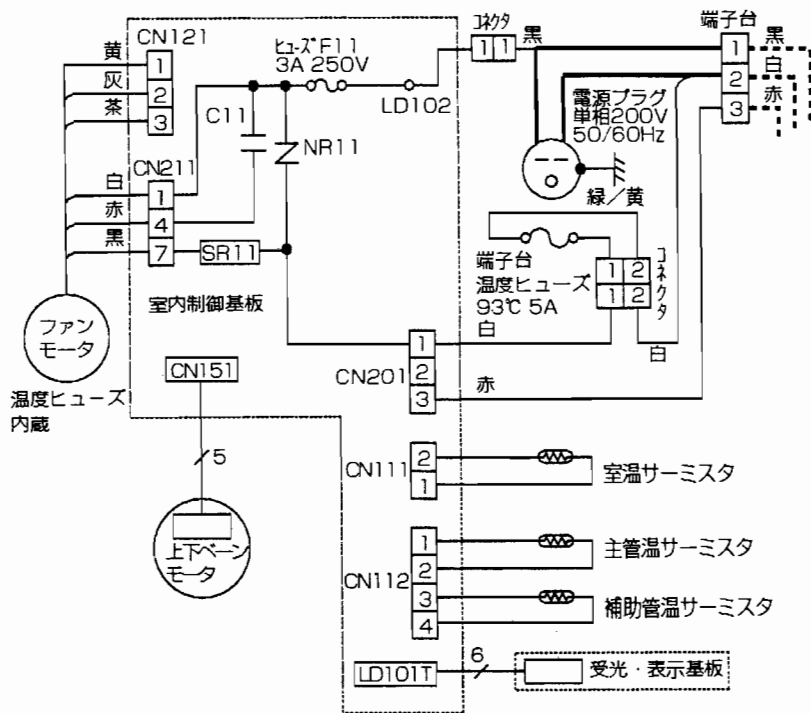 黄
CN121
1
灰
2
茶
3
ヒューズF11
3A 250V
コネクタ
1 1
黒
端子台
1
黒
2
白
3
赤
C11
LD102
NR11
電源プラグ
単相200V
50/60Hz
緑/黄
CN211
白
1
赤
4
黒
7
SR11
室内制御基板
端子台
温度ヒューズ
93℃ 5A
1 2
1 2
コネクタ
白
白
ファン
モータ
温度ヒューズ
内蔵
CN151
5
上下ベーン
モータ
1
CN201
2
3
赤
CN111
2
1
室温サーミスタ
CN112
1
2
主管温サーミスタ
3
4
補助管温サーミスタ
LD101T
6
受光・表示基板